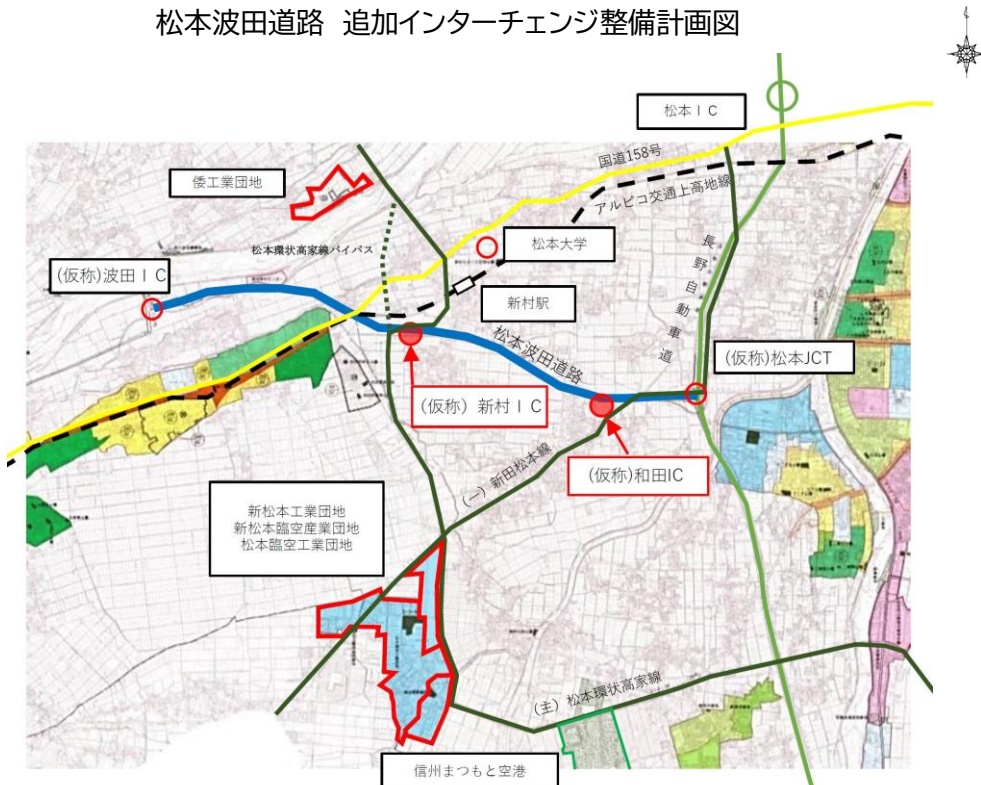 松本波田道路 追加インターチェンジ整備計画図
松本IC
国道158号
倭工業団地
アルピコ交通上高地線
松本大学
松本環状高家線バイパス
(仮称)波田IC
新村駅
長野自動車道
松本波田道路
(仮称)松本JCT
(仮称) 新村IC
(仮称)和田IC
(一)新田松本線
新松本工業団地
新松本臨空産業団地
松本臨空工業団地
(主)松本環状高家線
信州まつもと空港